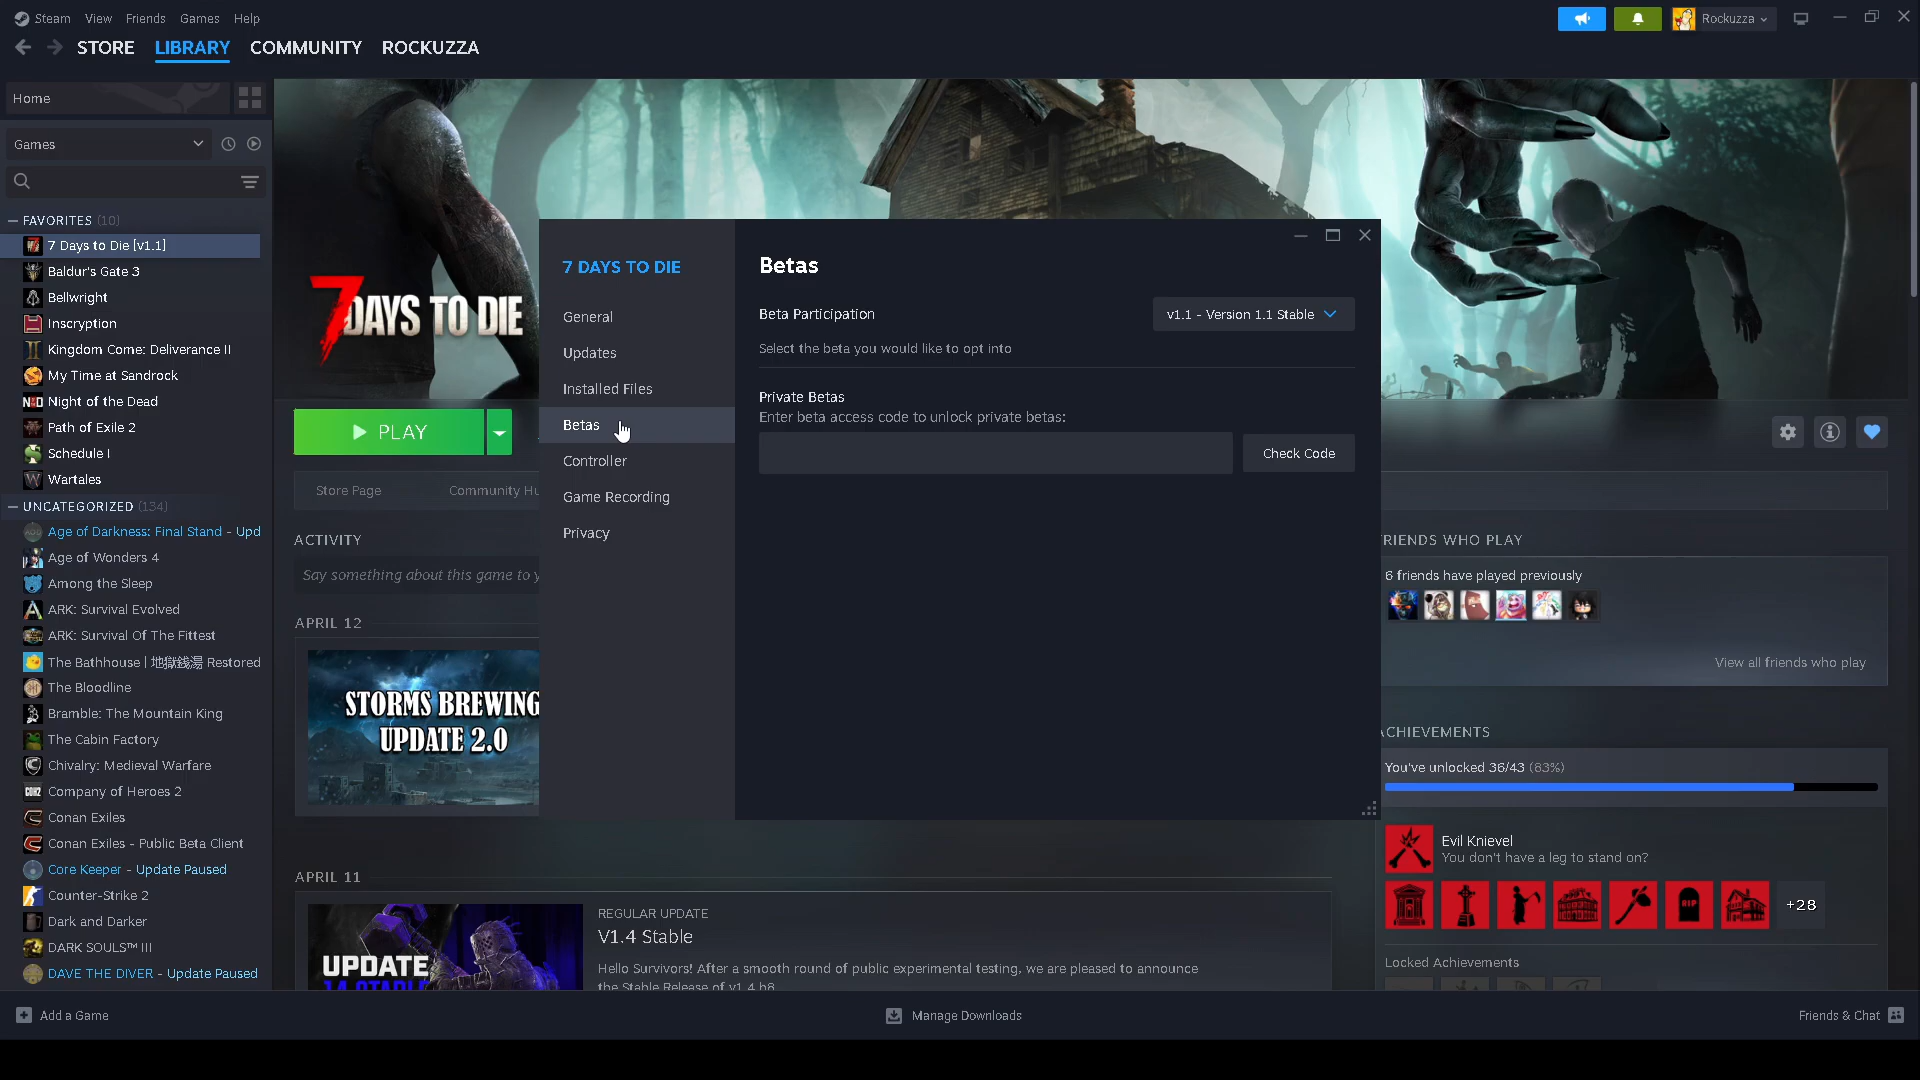 Steam View Friends Games Help
Rockuzza
STORE LIBRARY COMMUNITY ROCKUZZA
Home
Games
FAVORITES (10)
7 Days to Die [v1.1]
Baldur's Gate 3
Bellwright
Inscryption
Kingdom Come: Deliverance II
My Time at Sandrock
Night of the Dead
Path of Exile 2
Schedule I
Wartales
UNCATEGORIZED (134)
Age of Darkness: Final Stand - Upd
Age of Wonders 4
Among the Sleep
ARK: Survival Evolved
ARK: Survival Of The Fittest
The Bathhouse | 地獄銭湯 Restored
The Bloodline
Bramble: The Mountain King
The Cabin Factory
Chivalry: Medieval Warfare
Company of Heroes 2
Conan Exiles
Conan Exiles - Public Beta Client
Core Keeper - Update Paused
Counter-Strike 2
Dark and Darker
DARK SOULS™ III
DAVE THE DIVER - Update Paused
7 DAYS TO DIE
PLAY
Store Page
Community Hu
ACTIVITY
Say something about this game to y
APRIL 12
STORMS BREWING
UPDATE 2.0
APRIL 11
UPDATE
1.4 STABLE
REGULAR UPDATE
V1.4 Stable
Hello Survivors! After a smooth round of public experimental testing, we are pleased to announce
the Stable Release of v1.4 b8
7 DAYS TO DIE
General
Updates
Installed Files
Betas
Controller
Game Recording
Privacy
Betas
Beta Participation
v1.1 - Version 1.1 Stable
Select the beta you would like to opt into
Private Betas
Enter beta access code to unlock private betas:
Check Code
RIENDS WHO PLAY
6 friends have played previously
View all friends who play
CHIEVEMENTS
You've unlocked 36/43 (83%)
Evil Knievel
You don't have a leg to stand on?
RIP
+28
Locked Achievements
Add a Game
Manage Downloads
Friends & Chat